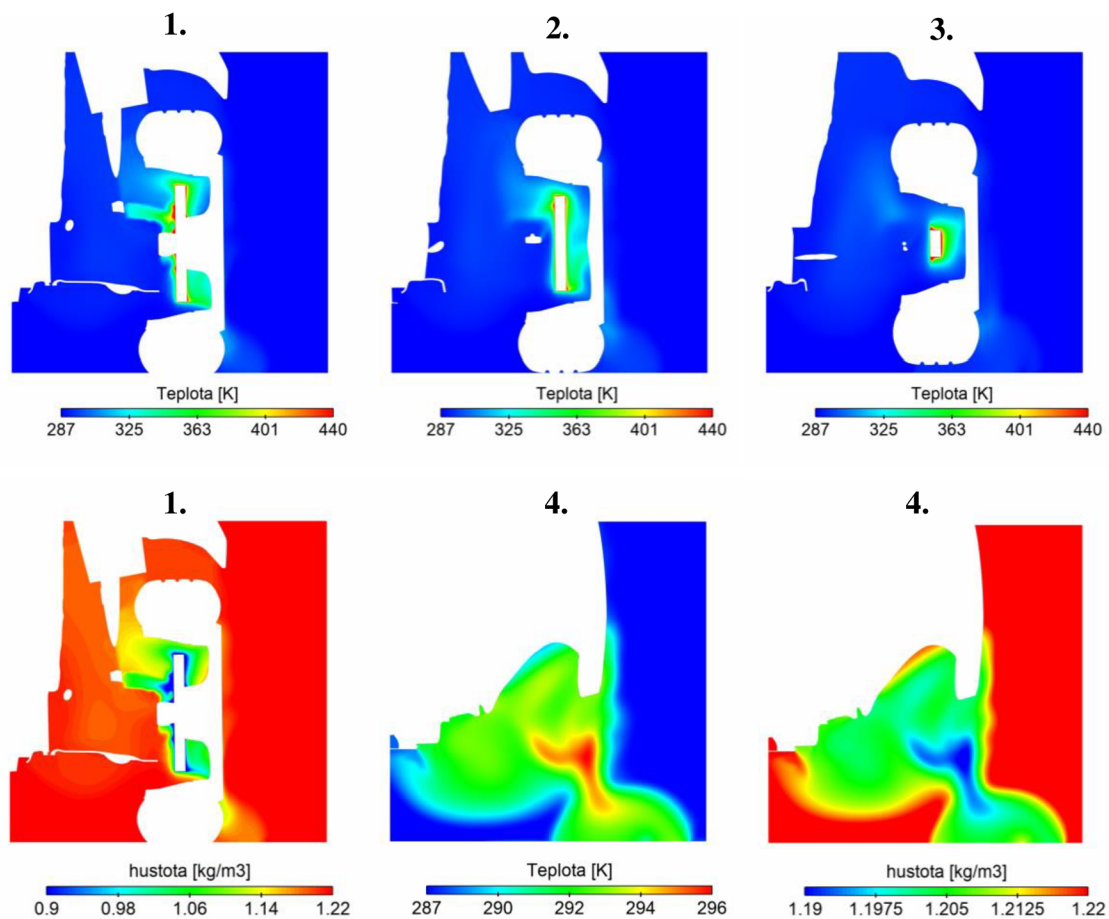 1. 2. 3.
Teplota [K] Teplota [K] Teplota [K]
287 325 363 401 440 287 325 363 401 440 287 325 363 401 440
1. 4. 4.
hustota [kg/m3] Teplota [K] hustota [kg/m3]
0.9 0.98 1.06 1.14 1.22 287 290 292 294 296 1.19 1.1975 1.205 1.2125 1.22